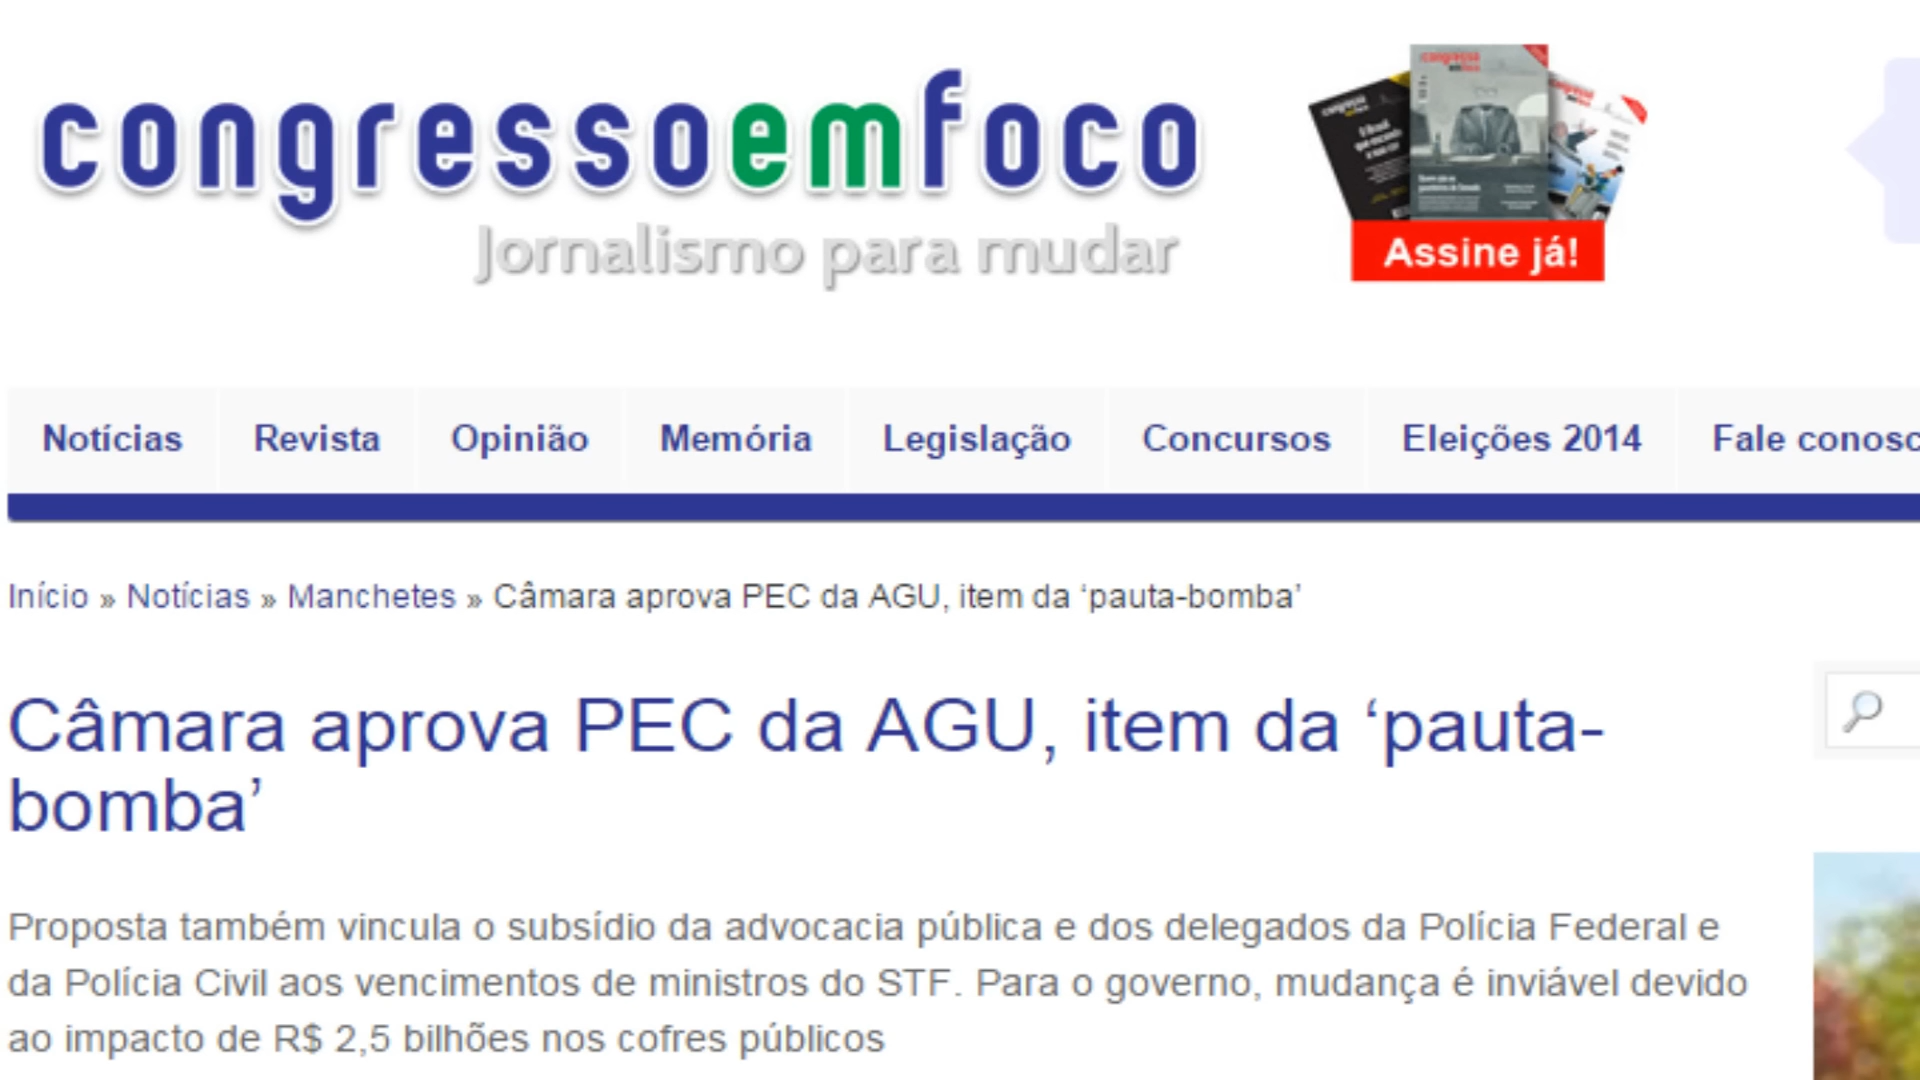 congressoemfoco
Jornalismo para mudar
Assine já!
Notícias Revista Opinião Memória Legislação Concursos Eleições 2014 Fale conosc
Início » Notícias » Manchetes » Câmara aprova PEC da AGU, item da ‘pauta-bomba’
Câmara aprova PEC da AGU, item da ‘pauta-
bomba’
Proposta também vincula o subsídio da advocacia pública e dos delegados da Polícia Federal e
da Polícia Civil aos vencimentos de ministros do STF. Para o governo, mudança é inviável devido
ao impacto de R$ 2,5 bilhões nos cofres públicos